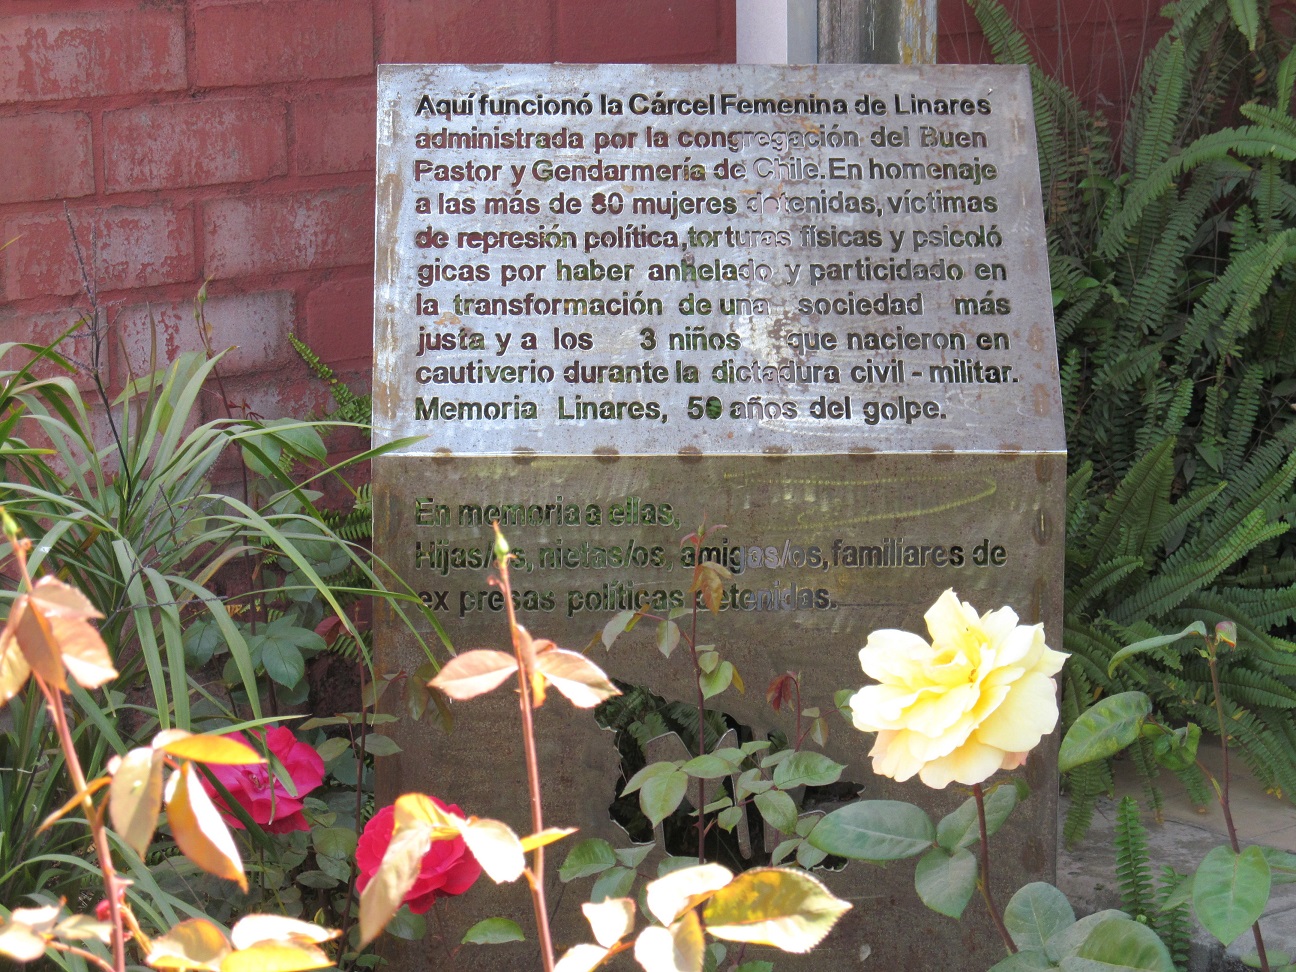 Aquí funcionó la Cárcel Femenina de Linares
administrada por la congregación del Buen
Pastor y Gendarmería de Chile. En homenaje
a las más de 80 mujeres detenidas, víctimas
de represión política, torturas físicas y psicoló
gicas por haber anhelado y particidado en
la transformación de una sociedad más
justa y a los 3 niños que nacieron en
cautiverio durante la dictadura civil - militar.
Memoria Linares, 50 años del golpe.
En memoria a ellas,
Hijas/os, nietas/os, amigas/os, familiares de
ex presas políticas detenidas.